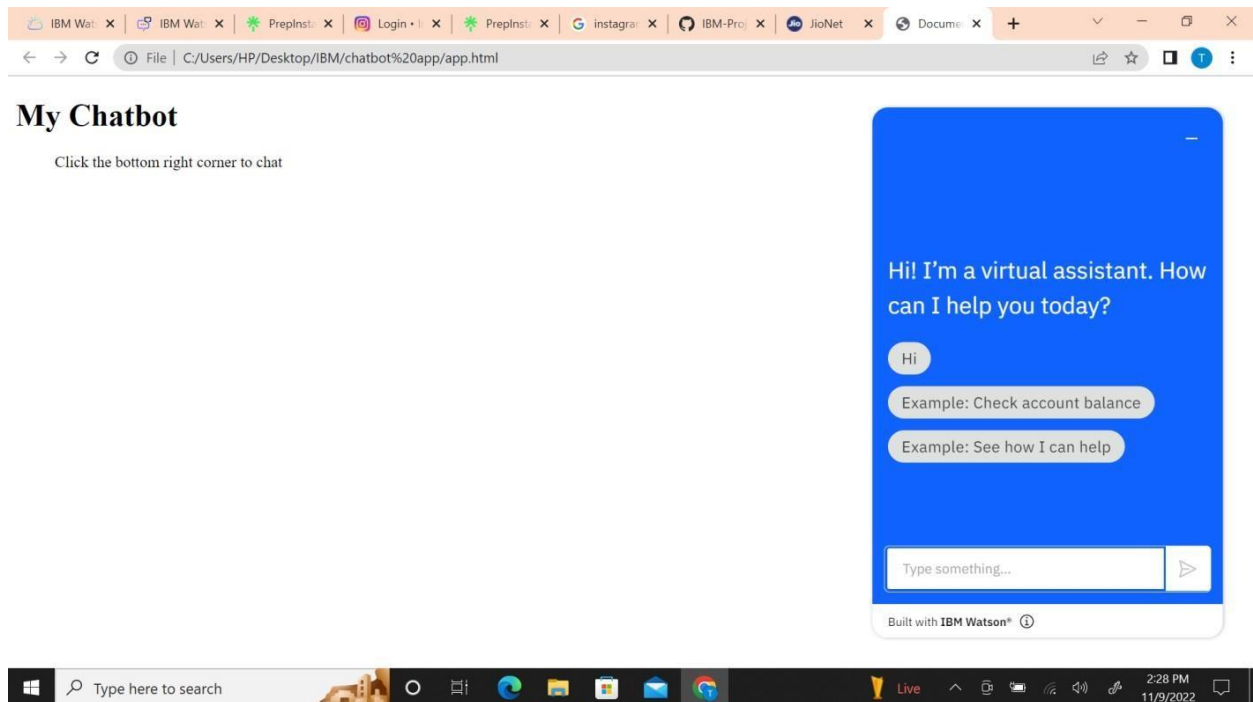 IBM Wat
IBM Wat
PrepInsta
Login • I
PrepInsta
instagram
IBM-Proj
JioNet
Docume
File | C:/Users/HP/Desktop/IBM/chatbot%20app/app.html
T
My Chatbot
Click the bottom right corner to chat
Hi! I’m a virtual assistant. How
can I help you today?
Hi
Example: Check account balance
Example: See how I can help
Type something...
Built with IBM Watson®
Type here to search
Live
2:28 PM
11/9/2022